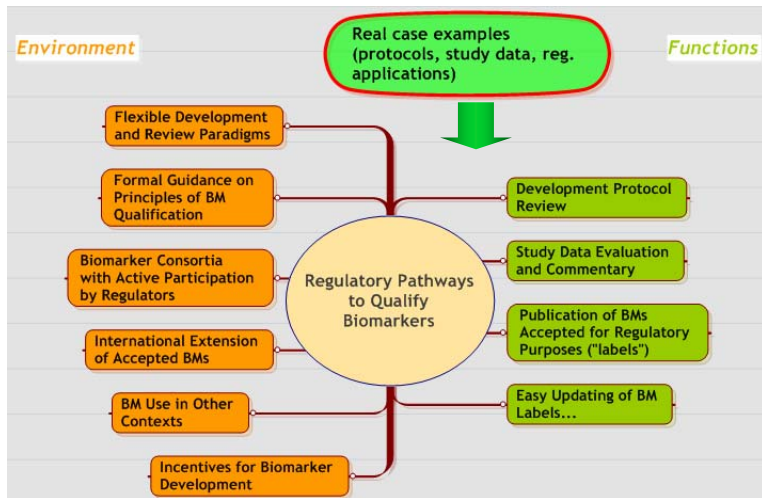 Environment
Real case examples
(protocols, study data, reg.
applications)
Functions
Flexible Development
and Review Paradigms
Formal Guidance on
Principles of BM
Qualification
Biomarker Consortia
with Active Participation
by Regulators
International Extension
of Accepted BMs
BM Use in Other
Contexts
Incentives for Biomarker
Development
Regulatory Pathways
to Qualify
Biomarkers
Development Protocol
Review
Study Data Evaluation
and Commentary
Publication of BMs
Accepted for Regulatory
Purposes ("labels")
Easy Updating of BM
Labels...